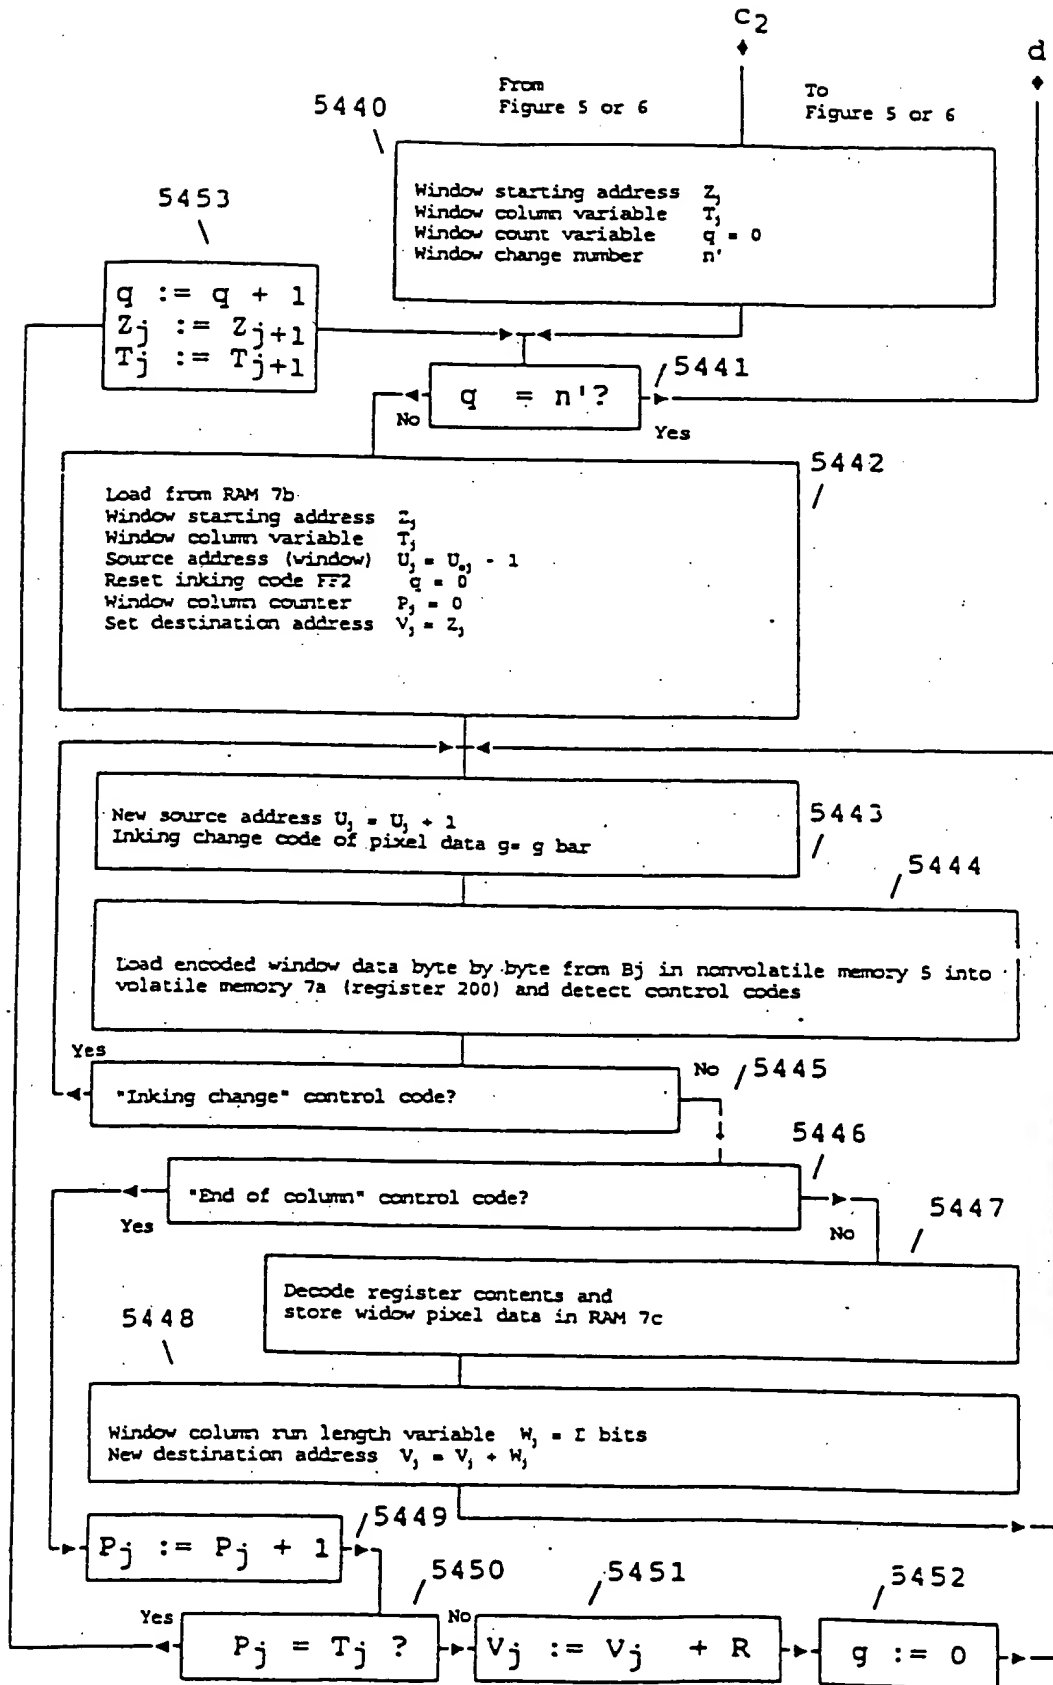 c2
d
From
Figure 5 or 6
To
Figure 5 or 6
5440
Window starting address Zj
Window column variable Tj
Window count variable q = 0
Window change number n'
5453
q := q + 1
Zj := Zj+1
Tj := Tj+1
5441
q = n'?
No
Yes
5442
Load from RAM 7b
Window starting address Zj
Window column variable Tj
Source address (window) Uj = Uoj - 1
Reset inking code FF2 q = 0
Window column counter Pj = 0
Set destination address Vj = Zj
5443
New source address Uj = Uj + 1
Inking change code of pixel data g= g bar
5444
Load encoded window data byte by byte from Bj in nonvolatile memory 5 into
volatile memory 7a (register 200) and detect control codes
Yes
"Inking change" control code?
No
5445
5446
"End of column" control code?
Yes
No
5447
Decode register contents and
store widow pixel data in RAM 7c
5448
Window column run length variable Wj = Σ bits
New destination address Vj = Vj + Wj
Pj := Pj + 1
5449
5450
Yes
Pj = Tj ?
No
5451
Vj := Vj + R
5452
g := 0